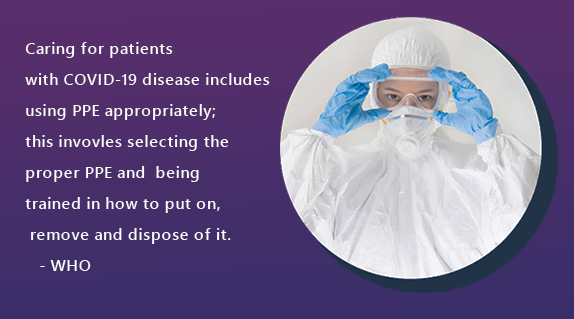 Caring for patients
with COVID-19 disease includes
using PPE appropriately;
this invovles selecting the
proper PPE and  being
trained in how to put on,
remove and dispose of it.
- WHO